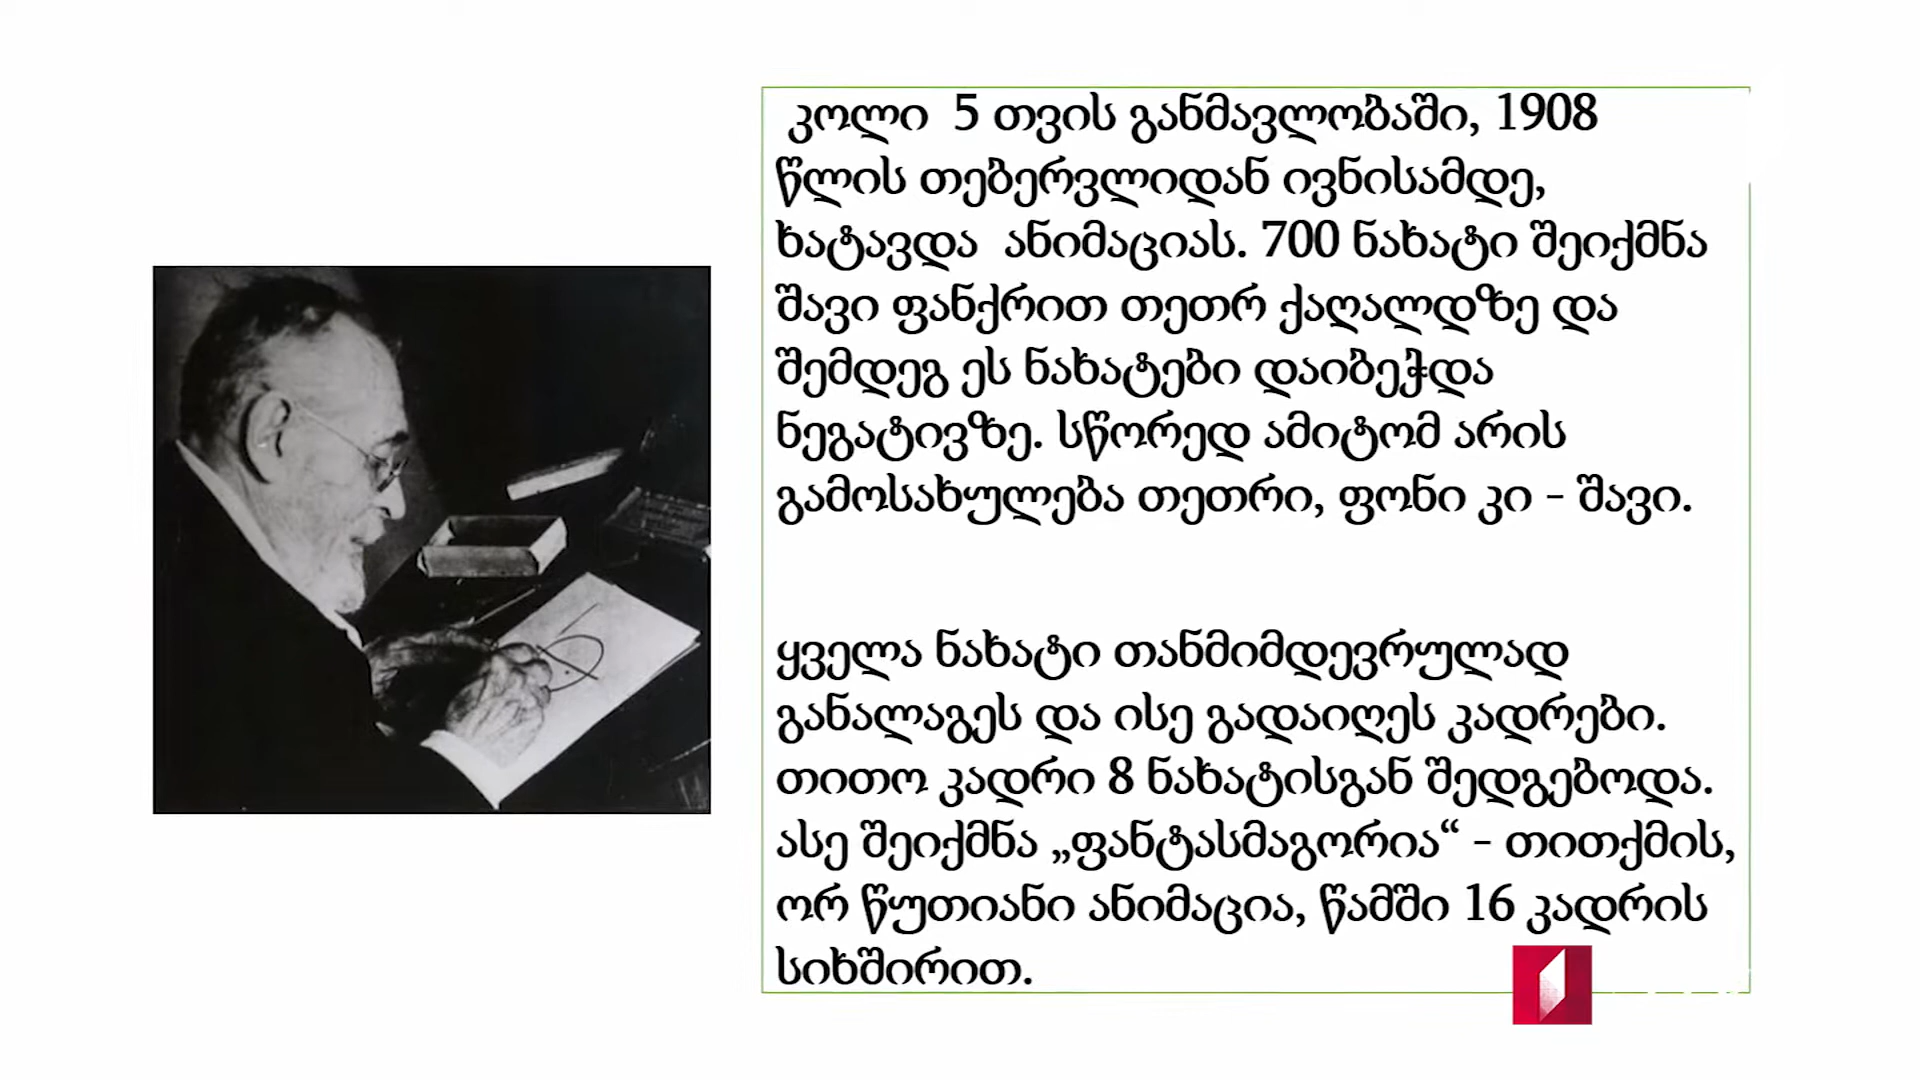 კოლი 5 თვის განმავლობაში, 1908
წლის თებერვლიდან ივნისამდე,
ხატავდა ანიმაციას. 700 ნახატი შეიქმნა
შავი ფანქრით თეთრ ქაღალდზე და
შემდეგ ეს ნახატები დაიბეჭდა
ნეგატივზე. სწორედ ამიტომ არის
გამოსახულება თეთრი, ფონი კი - შავი.
ყველა ნახატი თანმიმდევრულად
განალაგეს და ისე გადაიღეს კადრები.
თითო კადრი 8 ნახატისგან შედგებოდა.
ასე შეიქმნა „ფანტასმაგორია“ - თითქმის,
ორ წუთიანი ანიმაცია, წამში 16 კადრის
სიხშირით.